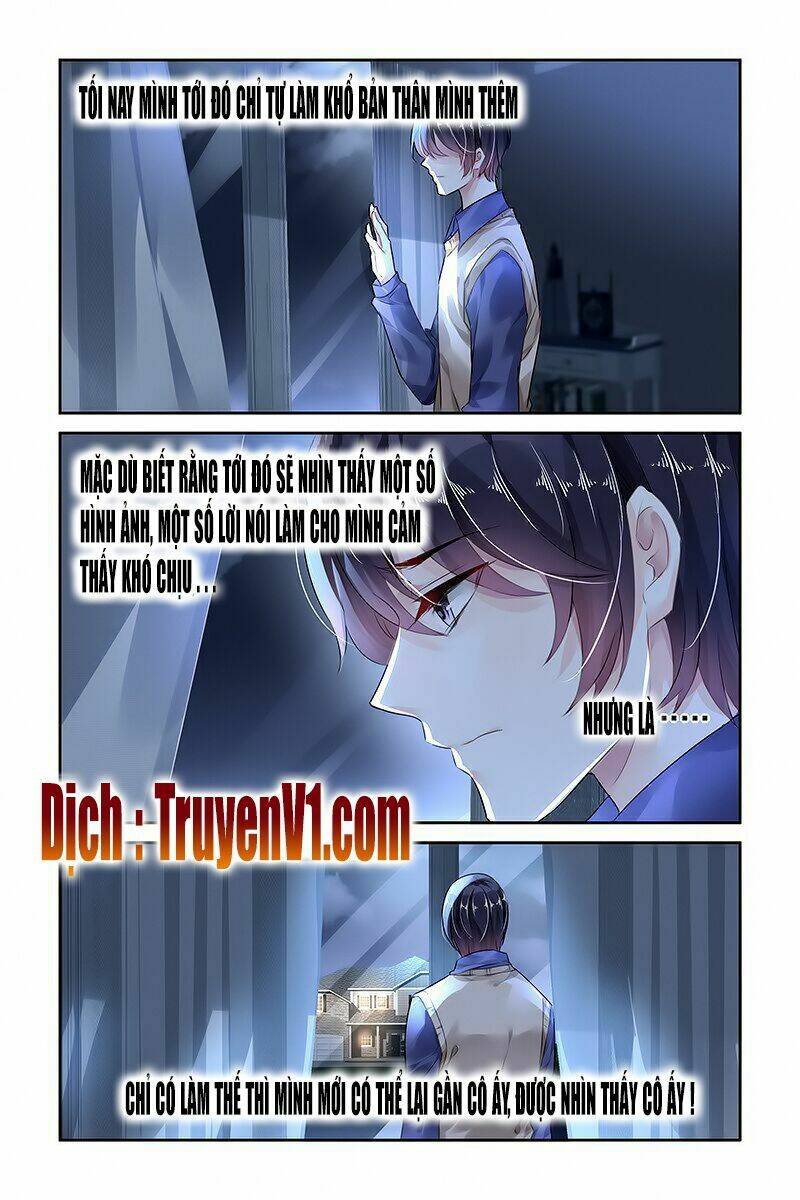 TỐI NAY MÌNH TỚI ĐÓ CHỈ TỰ LÀM KHỔ BẢN THÂN MÌNH THÊM
MẶC DÙ BIẾT RẰNG TỚI ĐÓ SẼ NHÌN THẤY MỘT SỐ
HÌNH ẢNH, MỘT SỐ LỜI NÓI LÀM CHO MÌNH CẢM
THẤY KHÓ CHỊU . . .
NHƯNG LÀ .....
Dịch : TruyenV1.com
CHỈ CÓ LÀM THẾ THÌ MÌNH MỚI CÓ THỂ LẠI GẦN CÔ ẤY, ĐƯỢC NHÌN THẤY CÔ ẤY !